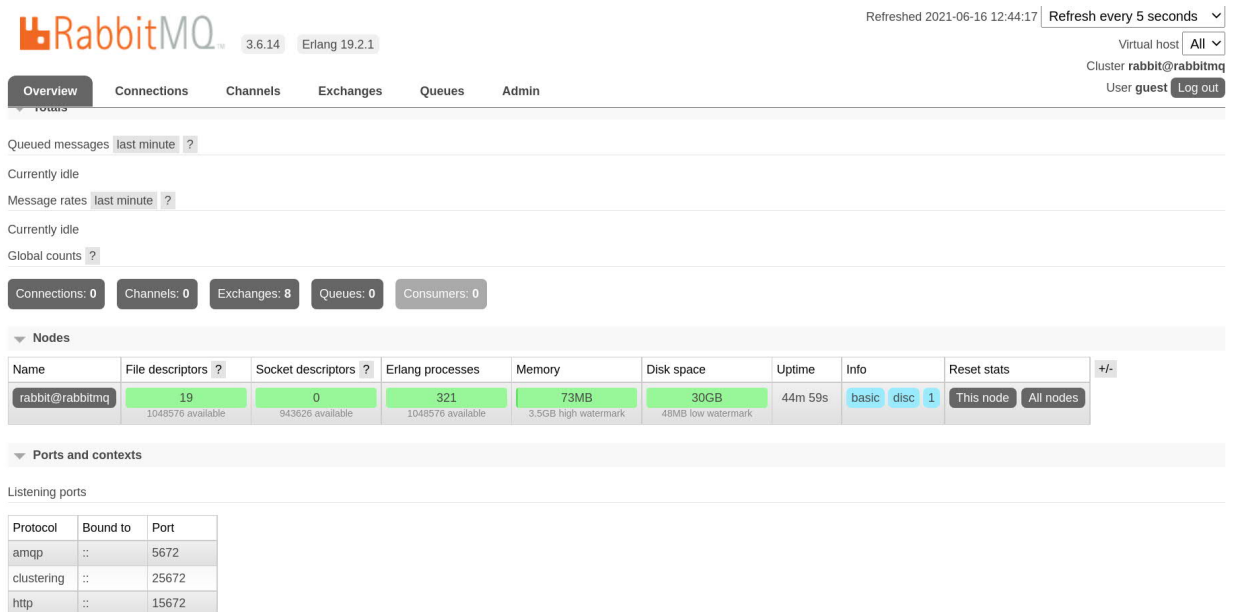 Refreshed 2021-06-16 12:44:17 Refresh every 5 seconds
RabbitMQ TM 3.6.14 Erlang 19.2.1
Virtual host All
Cluster rabbit@rabbitmq
User guest Log out
Overview Connections Channels Exchanges Queues Admin
Totals
Queued messages last minute ?
Currently idle
Message rates last minute ?
Currently idle
Global counts ?
Connections: 0 Channels: 0 Exchanges: 8 Queues: 0 Consumers: 0
Nodes
Name File descriptors ? Socket descriptors ? Erlang processes Memory Disk space Uptime Info Reset stats +/-
rabbit@rabbitmq 19 0 321 73MB 30GB 44m 59s basic disc 1 This node All nodes
1048576 available 943626 available 1048576 available 3.5GB high watermark 48MB low watermark
Ports and contexts
Listening ports
Protocol Bound to Port
amqp :: 5672
clustering :: 25672
http :: 15672